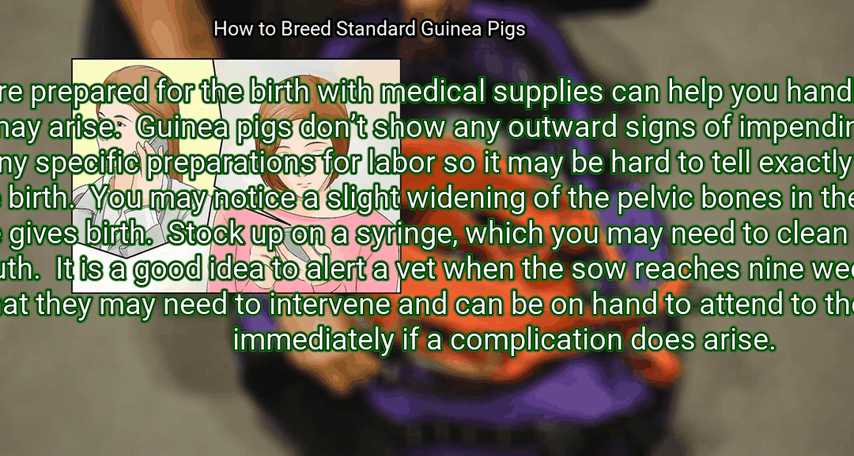 How to Breed Standard Guinea Pigs
re prepared for the birth with medical supplies can help you hand
may arise.  Guinea pigs don't show any outward signs of impendin
ny specific preparations for labor so it may be hard to tell exactly
birth.  You may notice a slight widening of the pelvic bones in the
gives birth.  Stock up on a syringe, which you may need to clean
uth.  It is a good idea to alert a vet when the sow reaches nine wee
at they may need to intervene and can be on hand to attend to the
immediately if a complication does arise.